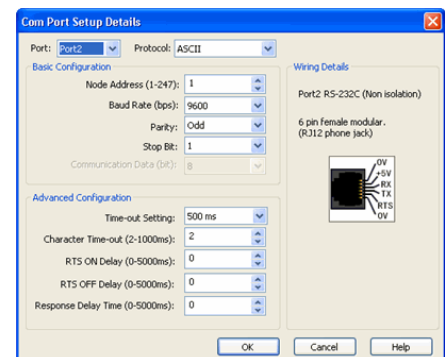 Com Port Setup Details
Port: Port2 Protocol: ASCII
Basic Configuration
Node Address (1-247): 1
Baud Rate (bps): 9600
Parity: Odd
Stop Bit: 1
Communication Data (bit): 8
Advanced Configuration
Time-out Setting: 500 ms
Character Time-out (2-1000ms): 2
RTS ON Delay (0-5000ms): 0
RTS OFF Delay (0-5000ms): 0
Response Delay Time (0-5000ms): 0
Wiring Details
Port2 RS-232C (Non isolation)
6 pin female modular.
(RJ12 phone jack)
0V
+5V
RX
TX
RTS
0V
OK Cancel Help